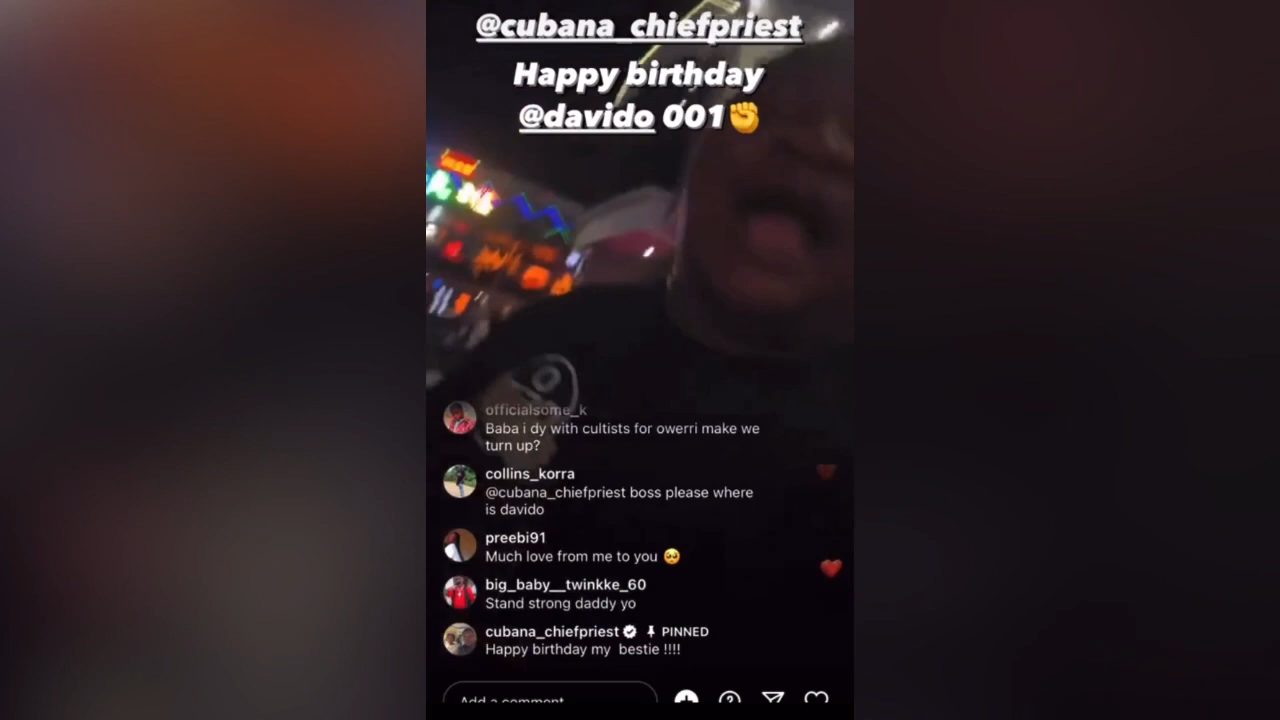 @cubana_chiefpriest
Happy birthday
@davido 001✊
officialsome_k
Baba i dy with cultists for owerri make we
turn up?
collins_korra
@cubana_chiefpriest boss please where
is davido
preebi91
Much love from me to you 🥺
big_baby__twinkke_60
Stand strong daddy yo
cubana_chiefpriest PINNED
Happy birthday my bestie !!!!
Add a comment